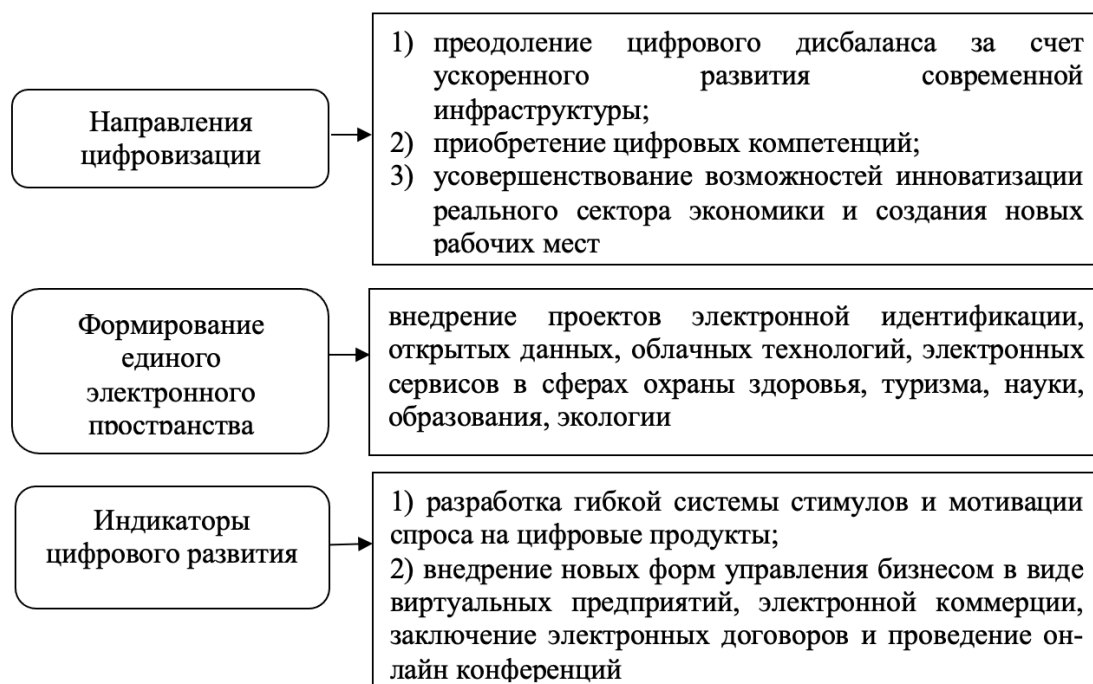 Направления
цифровизации
1) преодоление цифрового дисбаланса за счет
ускоренного развития современной
инфраструктуры;
2) приобретение цифровых компетенций;
3) усовершенствование возможностей инноватизации
реального сектора экономики и создания новых
рабочих мест
Формирование
единого
электронного
пространства
внедрение проектов электронной идентификации,
открытых данных, облачных технологий, электронных
сервисов в сферах охраны здоровья, туризма, науки,
образования, экологии
Индикаторы
цифрового развития
1) разработка гибкой системы стимулов и мотивации
спроса на цифровые продукты;
2) внедрение новых форм управления бизнесом в виде
виртуальных предприятий, электронной коммерции,
заключение электронных договоров и проведение он-
лайн конференций